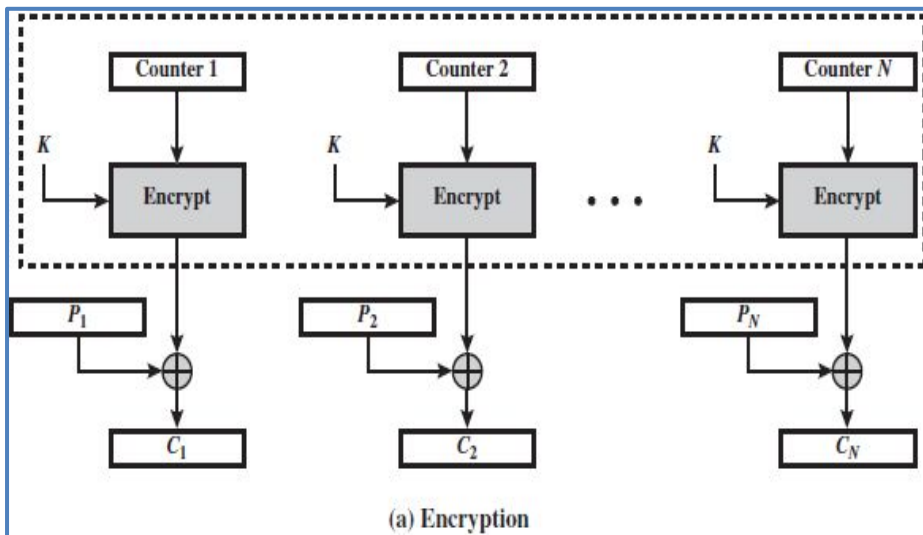 Counter 1 Counter 2 Counter N
K K K
Encrypt Encrypt • • • Encrypt
P1 P2 PN
C1 C2 CN
(a) Encryption